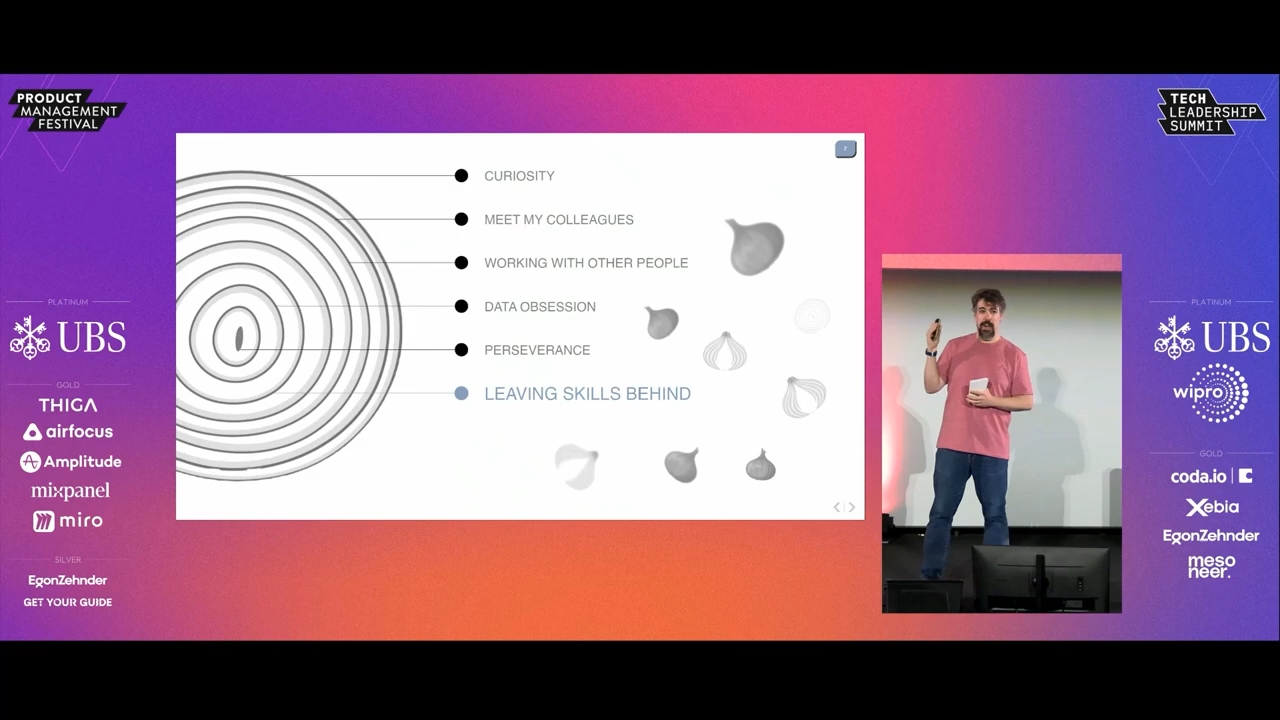 PRODUCT
MANAGEMENT
FESTIVAL
TECH
LEADERSHIP
SUMMIT
7
CURIOSITY
MEET MY COLLEAGUES
WORKING WITH OTHER PEOPLE
DATA OBSESSION
PERSEVERANCE
LEAVING SKILLS BEHIND
PLATINUM
UBS
GOLD
THIGA
airfocus
Amplitude
mixpanel
miro
SILVER
EgonZehnder
GET YOUR GUIDE
PLATINUM
UBS
wipro
GOLD
coda.io
Xebia
EgonZehnder
meso
neer.